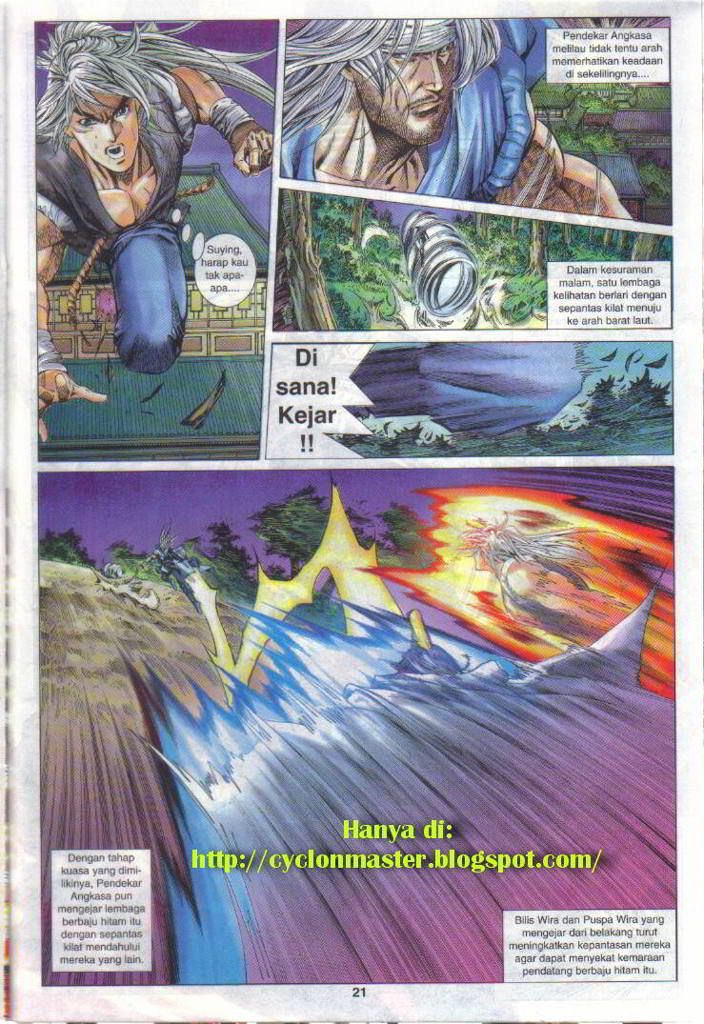 Suying,
harap kau
tak apa-
apa....
Pendekar Angkasa
melilau tidak tentu arah
memerhatikan keadaan
di sekelilingnya....
Dalam kesuraman
malam, satu lembaga
kelihatan berlari dengan
sepantas kilat menuju
ke arah barat laut.
Di
sana!
Kejar
!!
Hanya di:
http://cyclonmaster.blogspot.com/
Dengan tahap
kuasa yang dimi-
likinya, Pendekar
Angkasa pun
mengejar lembaga
berbaju hitam itu
dengan sepantas
kilat mendahului
mereka yang lain.
Bilis Wira dan Puspa Wira yang
mengejar dari belakang turut
meningkatkan kepantasan mereka
agar dapat menyekat kemaraan
pendatang berbaju hitam itu.
21